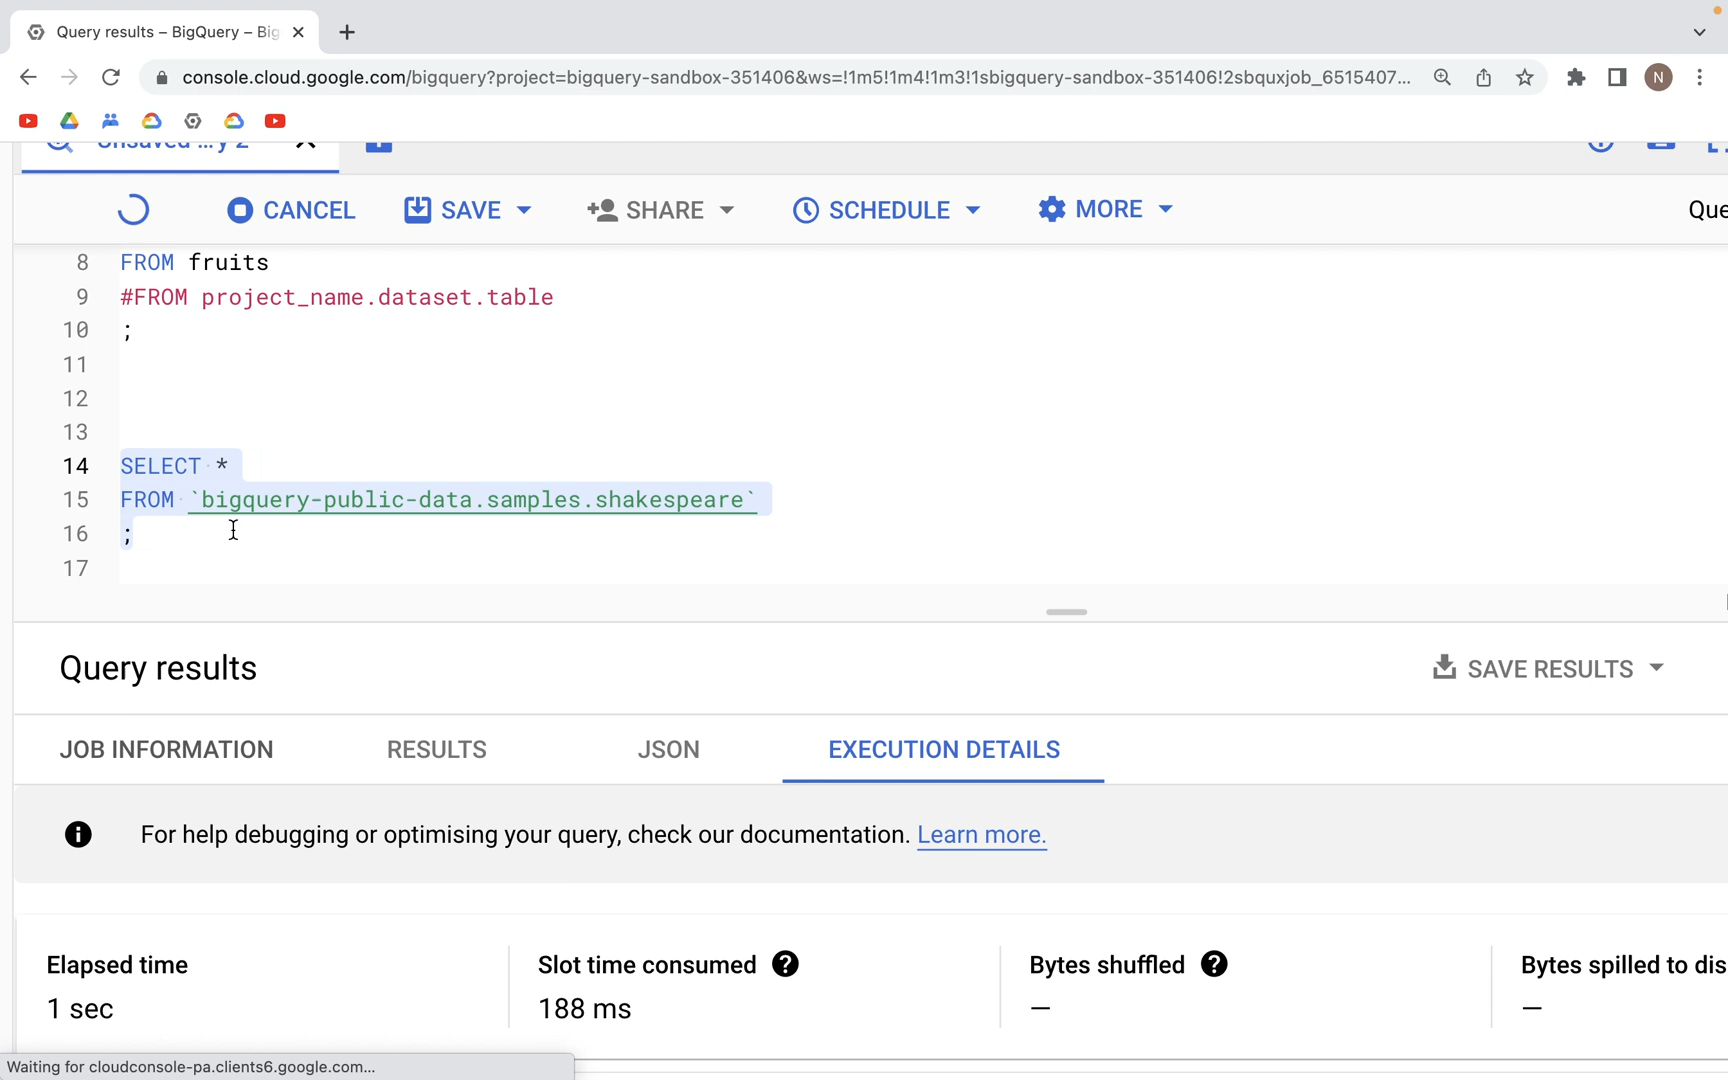 Query results – BigQuery – Big
console.cloud.google.com/bigquery?project=bigquery-sandbox-351406&ws=!1m5!1m4!1m3!1sbigquery-sandbox-351406!2sbquxjob_6515407...
N
Unsaved ...y 2
CANCEL SAVE SHARE SCHEDULE MORE Que
8 FROM fruits
9 #FROM project_name.dataset.table
10 ;
11
12
13
14 SELECT *
15 FROM `bigquery-public-data.samples.shakespeare`
16 ;
17
Query results
SAVE RESULTS
JOB INFORMATION RESULTS JSON EXECUTION DETAILS
For help debugging or optimising your query, check our documentation. Learn more.
Elapsed time Slot time consumed Bytes shuffled Bytes spilled to dis
1 sec 188 ms — —
Waiting for cloudconsole-pa.clients6.google.com...